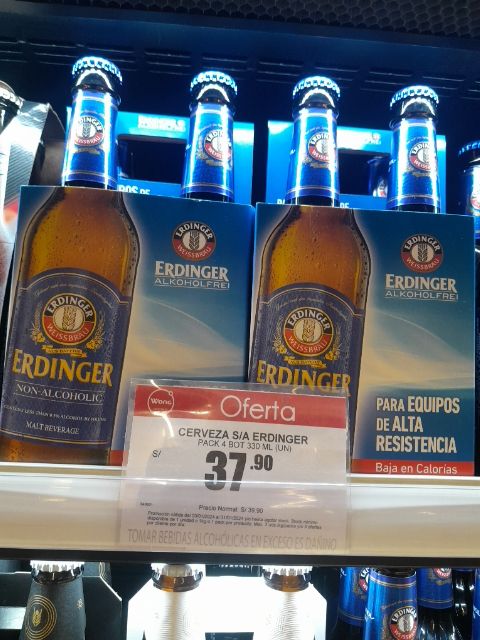 ERDINGER
WEISSBRÄU
ERDINGER
ALKOHOLFREI
ERDINGER
WEISSBRÄU
ERDINGER
NON-ALCOHOLIC
MALT BEVERAGE
ERDINGER
WEISSBRÄU
ERDINGER
ALKOHOLFREI
ERDINGER
WEISSBRÄU
ERDINGER
PARA EQUIPOS
DE ALTA
RESISTENCIA
Baja en Calorías
Wong
Oferta
CERVEZA S/A ERDINGER
PACK 4 BOT 330 ML (UN)
S/
37.90
Precio Normal: S/ 39.90
TOMAR BEBIDAS ALCOHÓLICAS EN EXCESO ES DAÑINO
ERDINGER